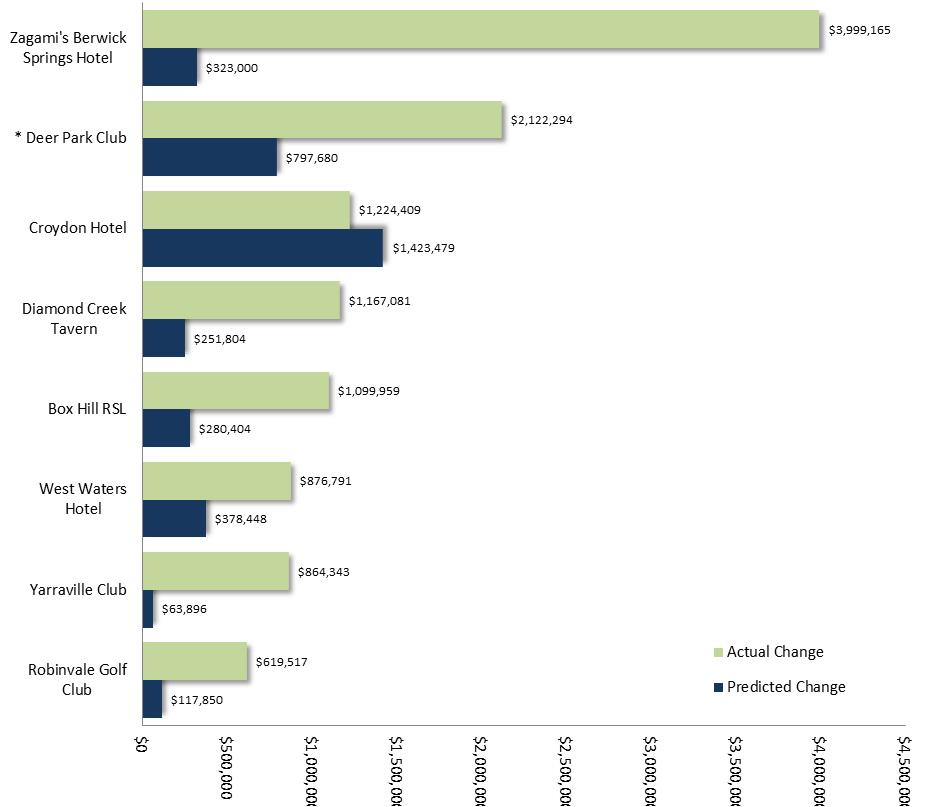 Zagami's Berwick
Springs Hotel
$3,999,165
$323,000
* Deer Park Club
$2,122,294
$797,680
Croydon Hotel
$1,224,409
$1,423,479
Diamond Creek
Tavern
$1,167,081
$251,804
Box Hill RSL
$1,099,959
$280,404
West Waters
Hotel
$876,791
$378,448
Yarraville Club
$864,343
$63,896
Robinvale Golf
Club
$619,517
$117,850
Actual Change
Predicted Change
$0
$500,000